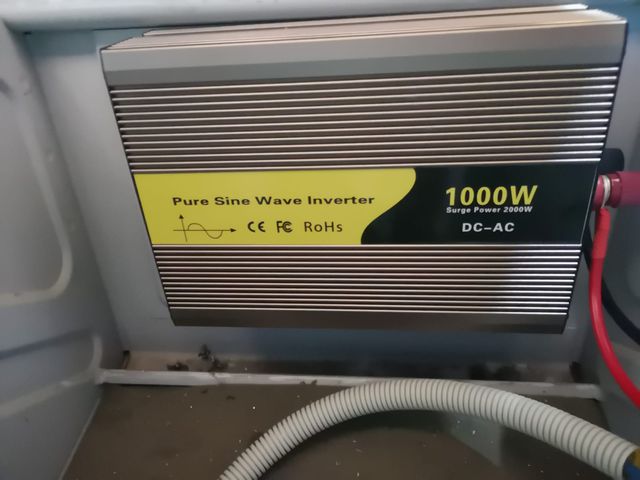 Pure Sine Wave Inverter
CE FC RoHs
1000W
Surge Power 2000W
DC-AC